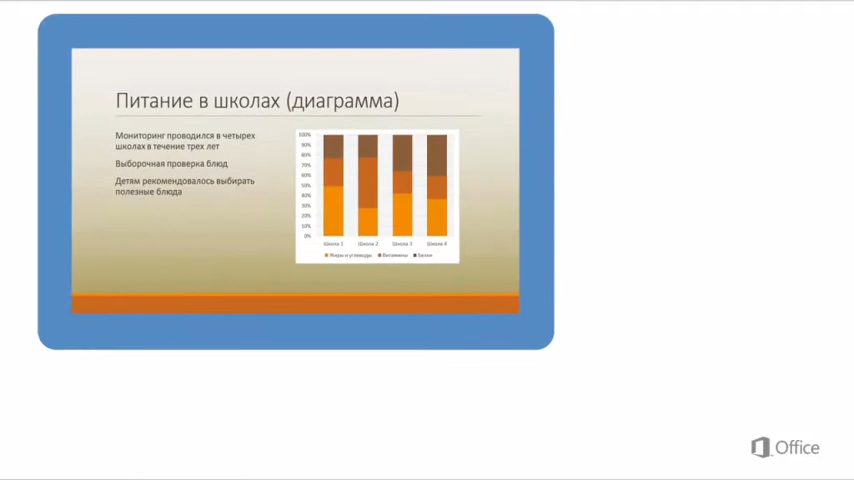 Питание в школах (диаграмма)
Мониторинг проводился в четырех
школах в течение трех лет
Выборочная проверка блюд
Детям рекомендовалось выбирать
полезные блюда
100%
90%
80%
70%
60%
50%
40%
30%
20%
10%
0%
Школа 1 Школа 2 Школа 3 Школа 4
Жиры и углеводы Витамины Белки
Office